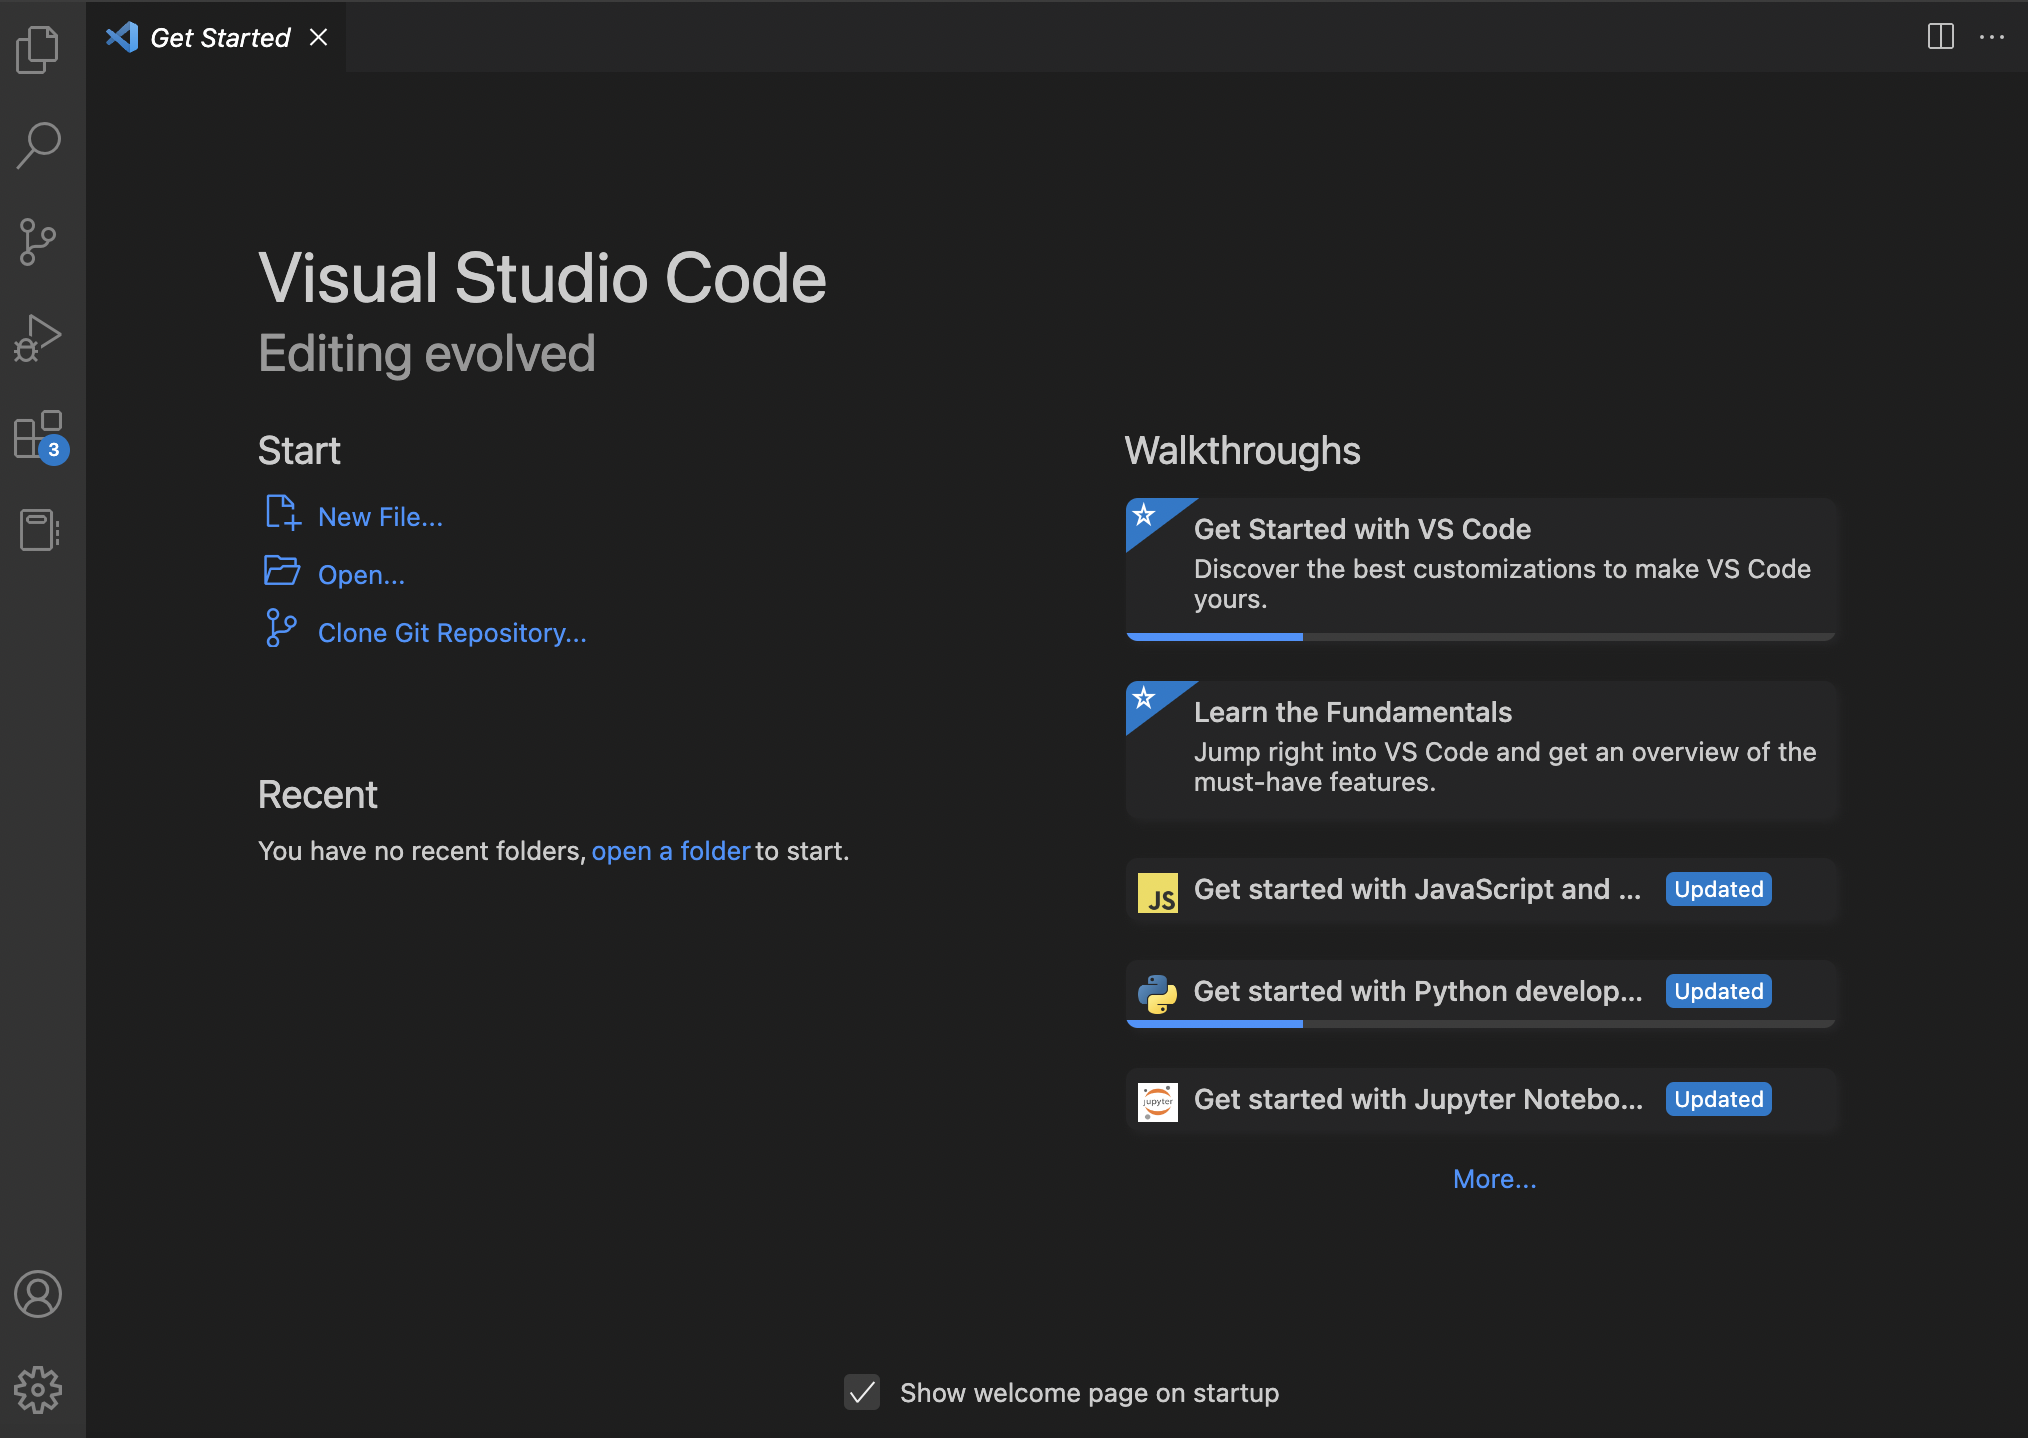 Get Started
Visual Studio Code
Editing evolved
Start
New File...
Open...
Clone Git Repository...
Recent
You have no recent folders, open a folder to start.
Walkthroughs
Get Started with VS Code
Discover the best customizations to make VS Code
yours.
Learn the Fundamentals
Jump right into VS Code and get an overview of the
must-have features.
JS Get started with JavaScript and ... Updated
Get started with Python develop... Updated
jupyter Get started with Jupyter Notebo... Updated
More...
3
Show welcome page on startup